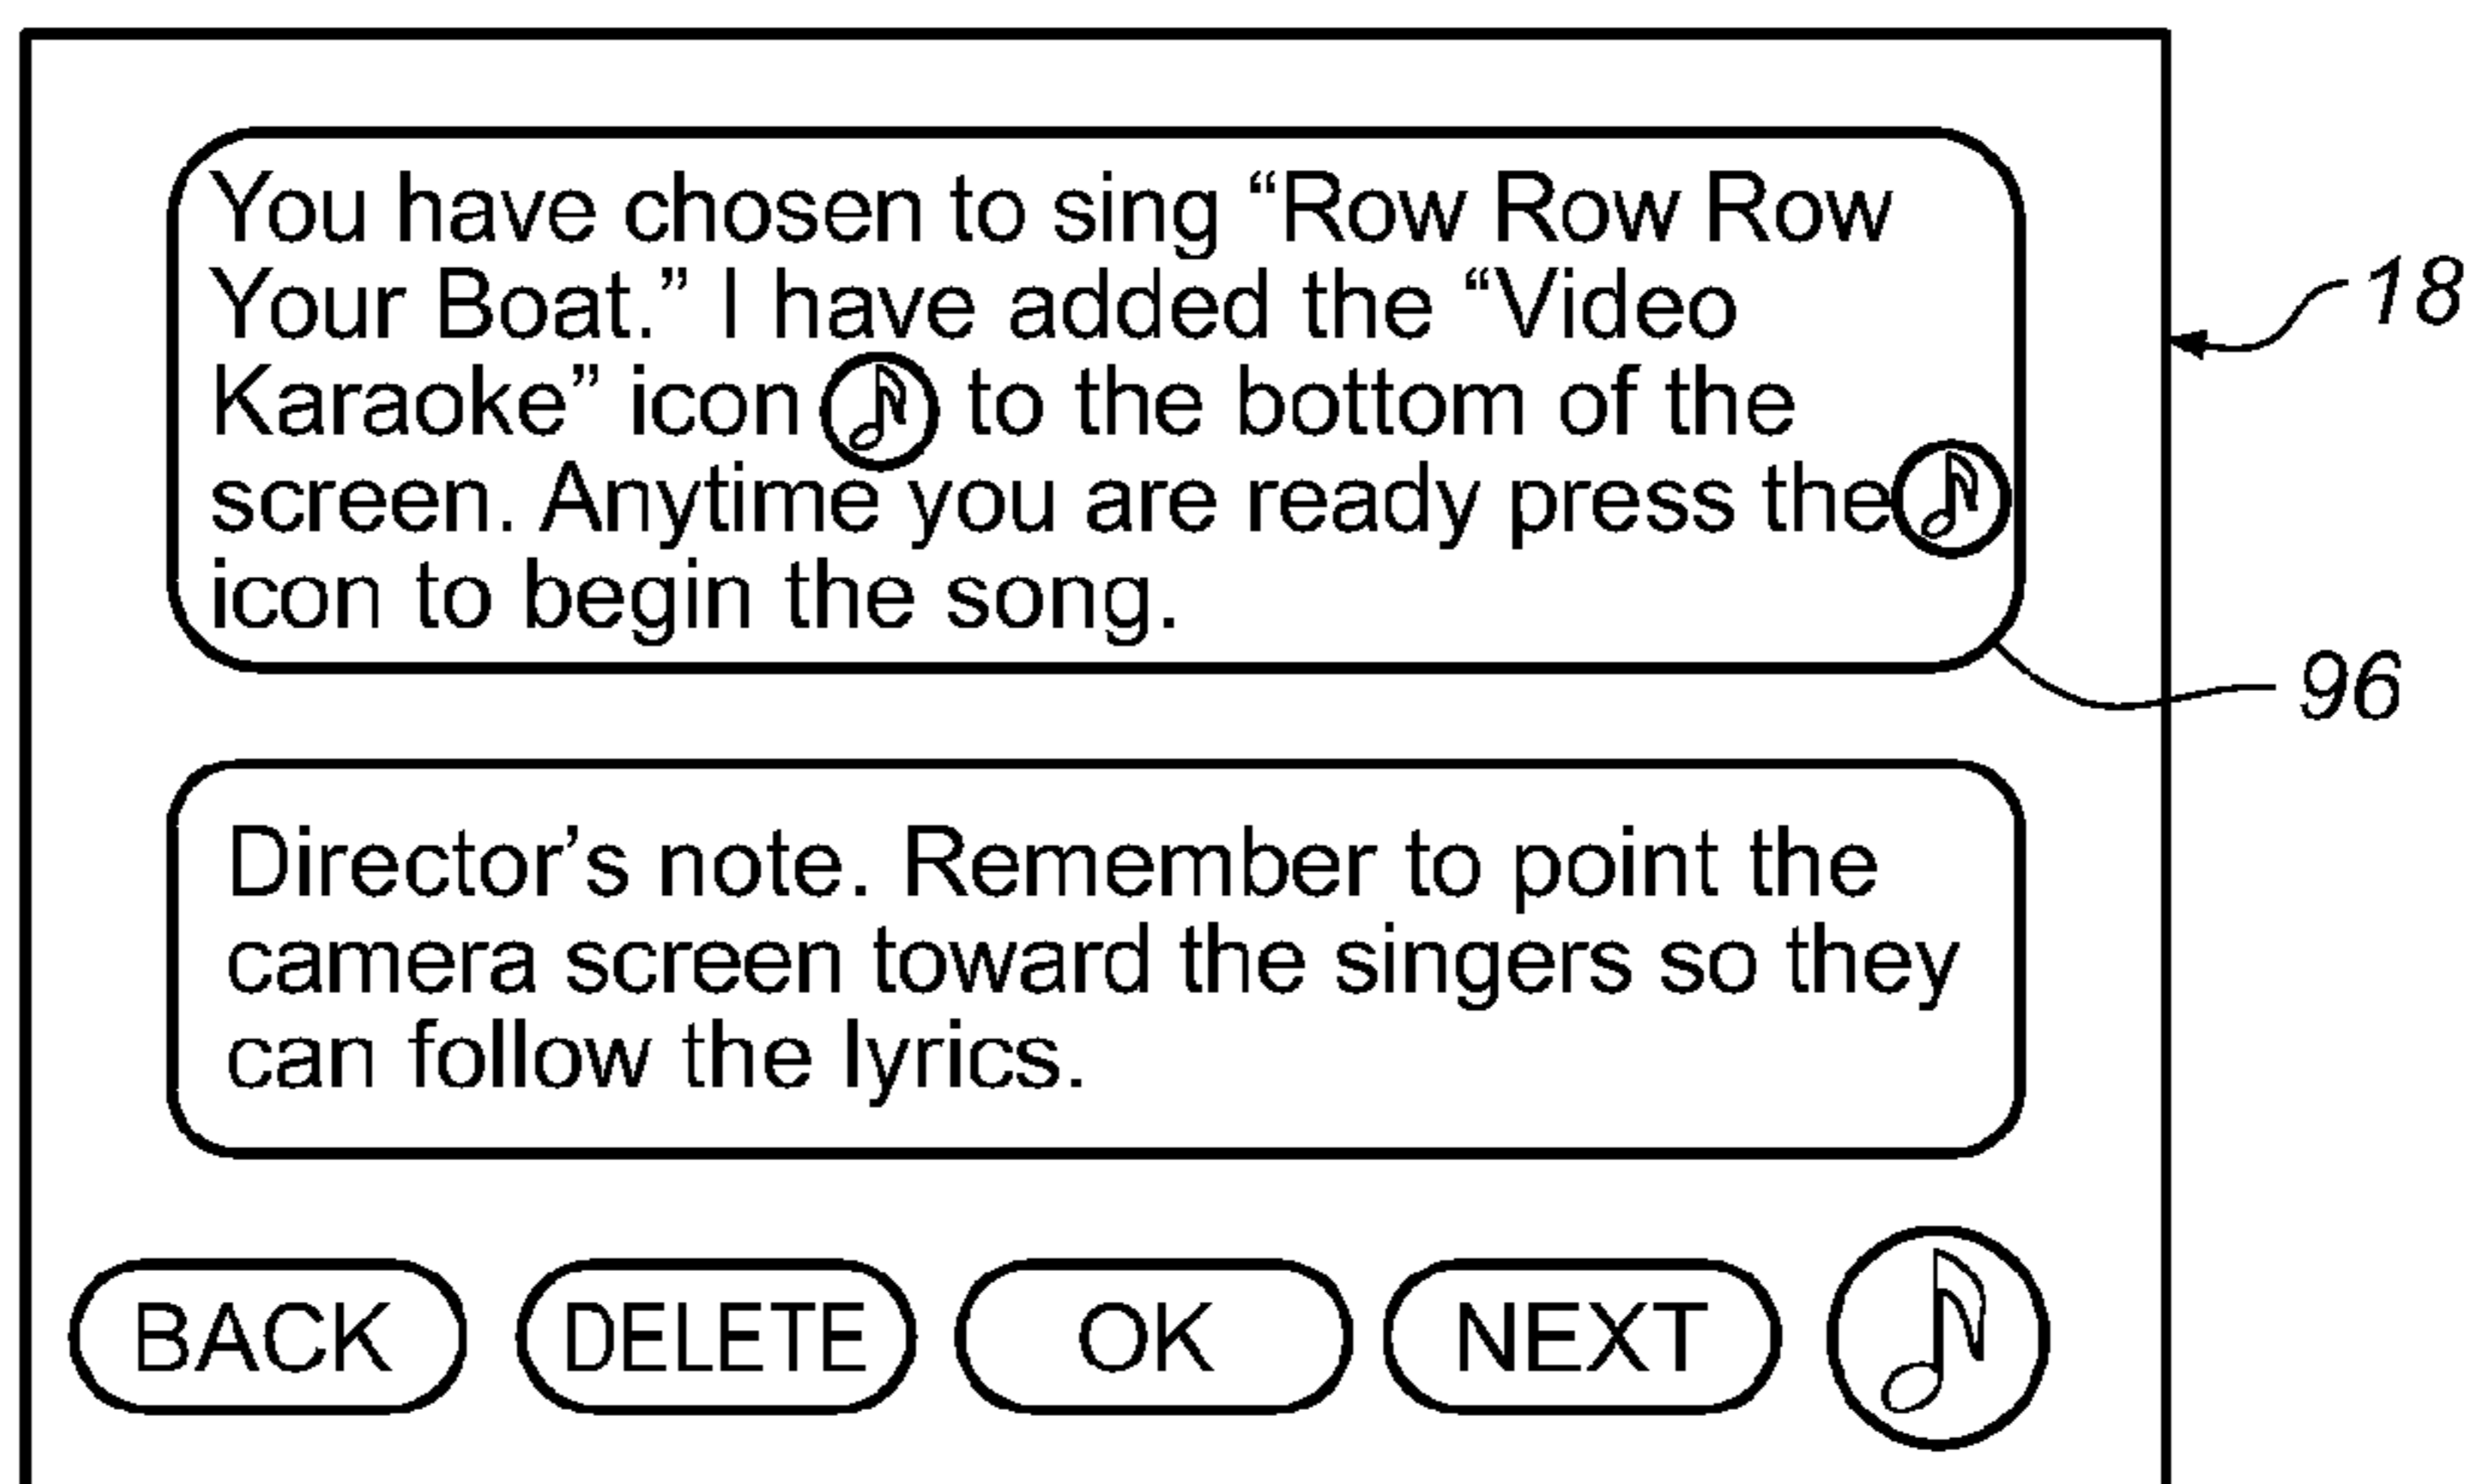 You have chosen to sing “Row Row Row
Your Boat.” I have added the “Video
Karaoke” icon to the bottom of the
screen. Anytime you are ready press the
icon to begin the song.
18
96
Director’s note. Remember to point the
camera screen toward the singers so they
can follow the lyrics.
BACK DELETE OK NEXT